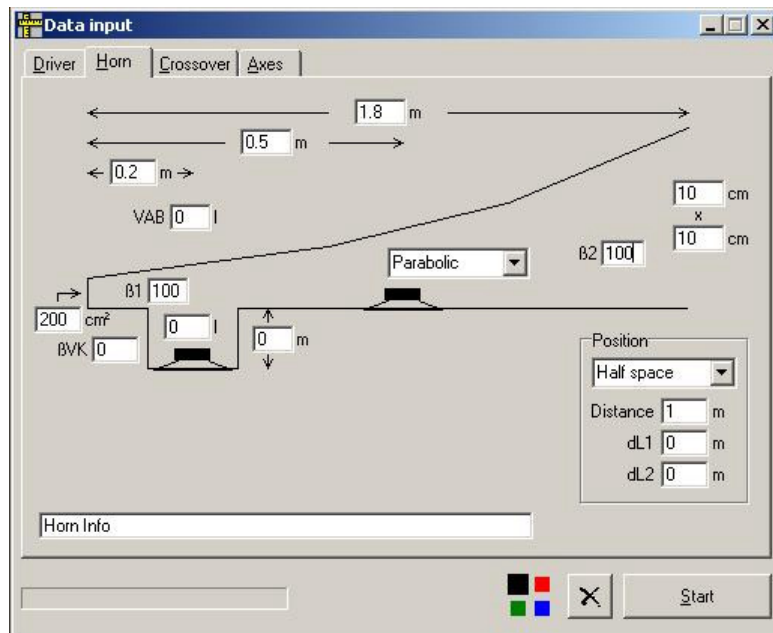 Data input
Driver Horn Crossover Axes
1.8 m
0.5 m
0.2 m
VAB 0 l
10 cm
x
10 cm
Parabolic
ß2 100
ß1 100
200 cm²
0 l
0 m
ßVK 0
Position
Half space
Distance 1 m
dL1 0 m
dL2 0 m
Horn Info
Start